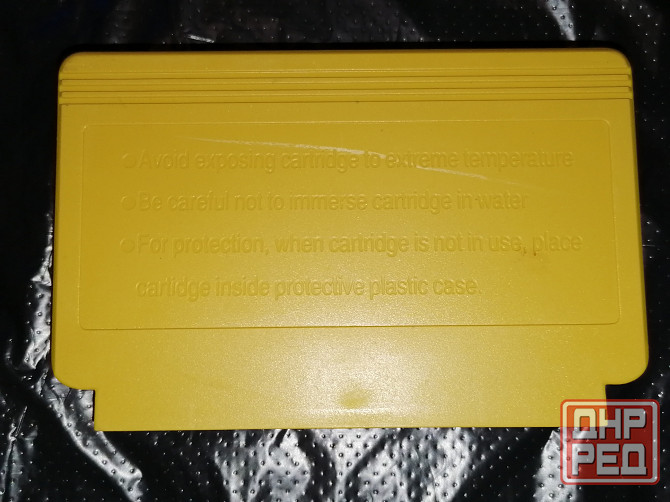 Avoid exposing cartridge to extreme temperature
Be careful not to immerse cartridge in water
For protection, when cartridge is not in use, place
cartidge inside protective plastic case.
ДНР
РЕД